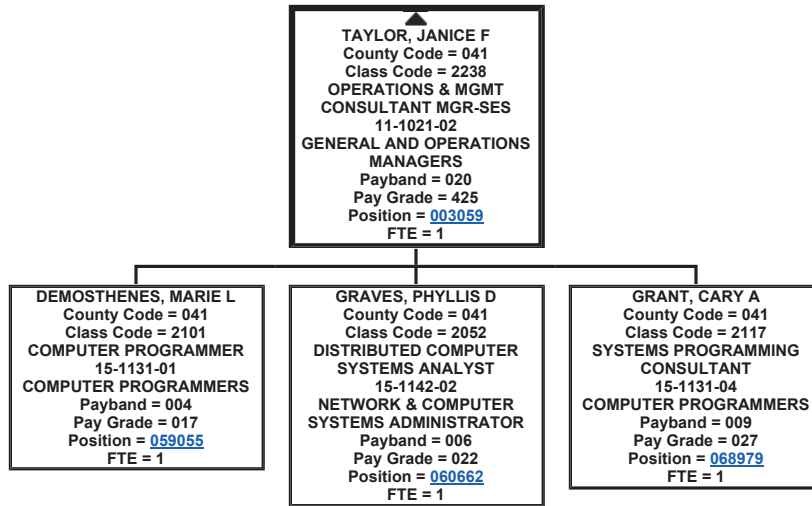 TAYLOR, JANICE F
County Code = 041
Class Code = 2238
OPERATIONS & MGMT
CONSULTANT MGR-SES
11-1021-02
GENERAL AND OPERATIONS
MANAGERS
Payband = 020
Pay Grade = 425
Position = 003059
FTE = 1
DEMOSTHENES, MARIE L
County Code = 041
Class Code = 2101
COMPUTER PROGRAMMER
15-1131-01
COMPUTER PROGRAMMERS
Payband = 004
Pay Grade = 017
Position = 059055
FTE = 1
GRAVES, PHYLLIS D
County Code = 041
Class Code = 2052
DISTRIBUTED COMPUTER
SYSTEMS ANALYST
15-1142-02
NETWORK & COMPUTER
SYSTEMS ADMINISTRATOR
Payband = 006
Pay Grade = 022
Position = 060662
FTE = 1
GRANT, CARY A
County Code = 041
Class Code = 2117
SYSTEMS PROGRAMMING
CONSULTANT
15-1131-04
COMPUTER PROGRAMMERS
Payband = 009
Pay Grade = 027
Position = 068979
FTE = 1